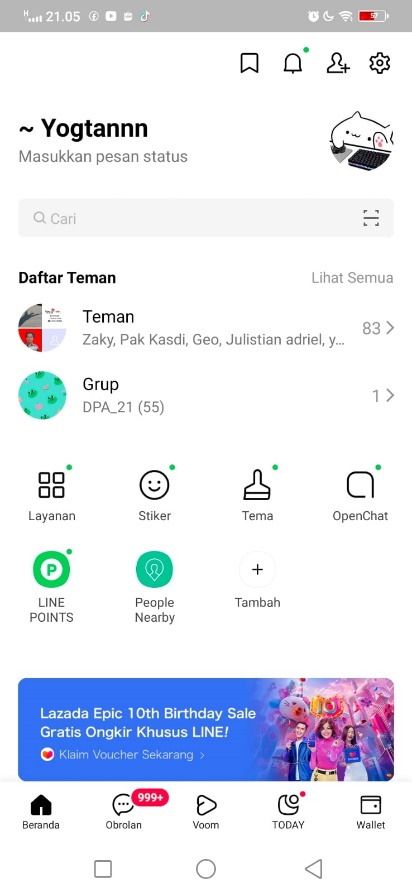 H 21.05 57
~ Yogtannn
Masukkan pesan status
Cari
Daftar Teman
Lihat Semua
Teman
Zaky, Pak Kasdi, Geo, Julistian adriel, y...
83
Grup
DPA_21 (55)
1
Layanan
Stiker
Tema
OpenChat
P
LINE
POINTS
People
Nearby
Tambah
Lazada Epic 10th Birthday Sale
Gratis Ongkir Khusus LINE!
Klaim Voucher Sekarang
10
999+
Beranda
Obrolan
Voom
TODAY
Wallet